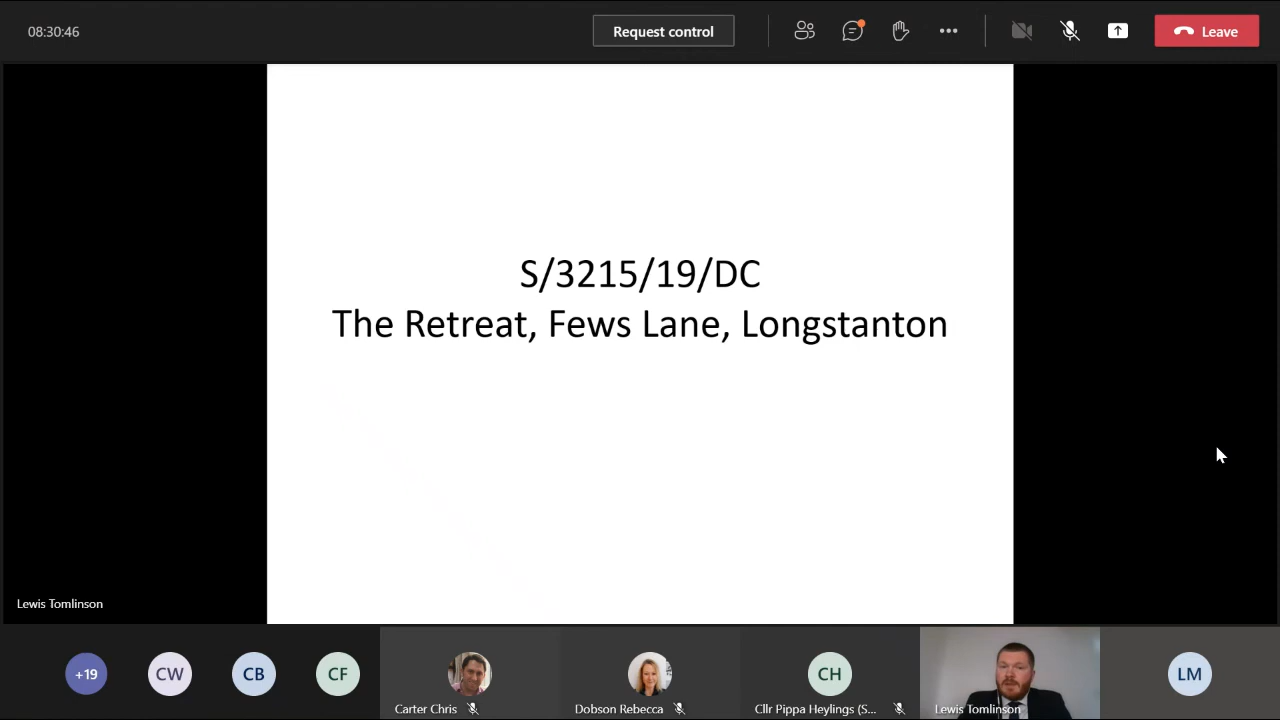 08:30:46
Request control
Leave
S/3215/19/DC
The Retreat, Fews Lane, Longstanton
Lewis Tomlinson
+19
CW
CB
CF
CH
LM
Carter Chris
Dobson Rebecca
Cllr Pippa Heylings (S...
Lewis Tomlinson